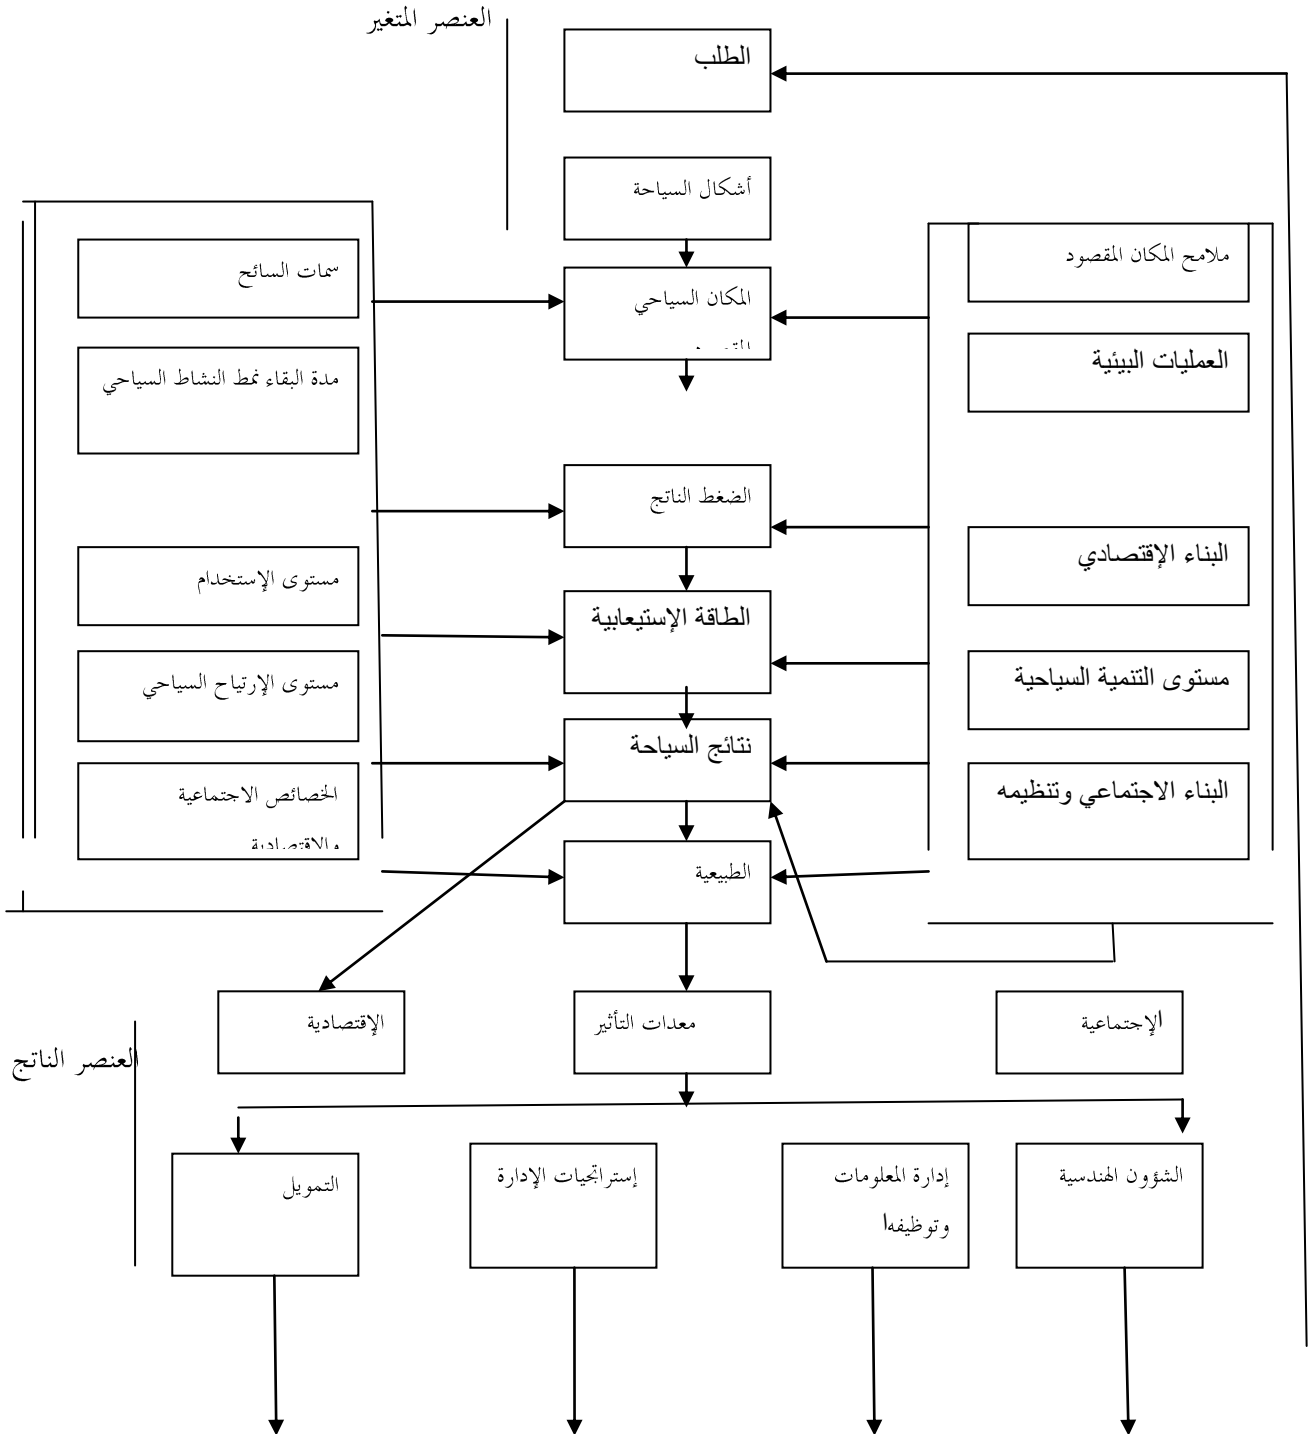 العنصر المتغير
الطلب
أشكال السياحة
ملامح المكان المقصود
المكان السياحي
سمات السائح
العمليات البيئية
مدة البقاء نمط النشاط السياحي
الضغط الناتج
البناء الإقتصادي
مستوى الإستخدام
الطاقة الإستيعابية
مستوى التنمية السياحية
مستوى الإرتياح السياحي
نتائج السياحة
البناء الاجتماعي وتنظيمه
الخصائص الاجتماعية
والاقتصادية
الطبيعية
الإجتماعية
معدات التأثير
الإقتصادية
العنصر الناتج
الشؤون الهندسية
إدارة المعلومات
وتوظيفها
إستراتجيات الإدارة
التمويل